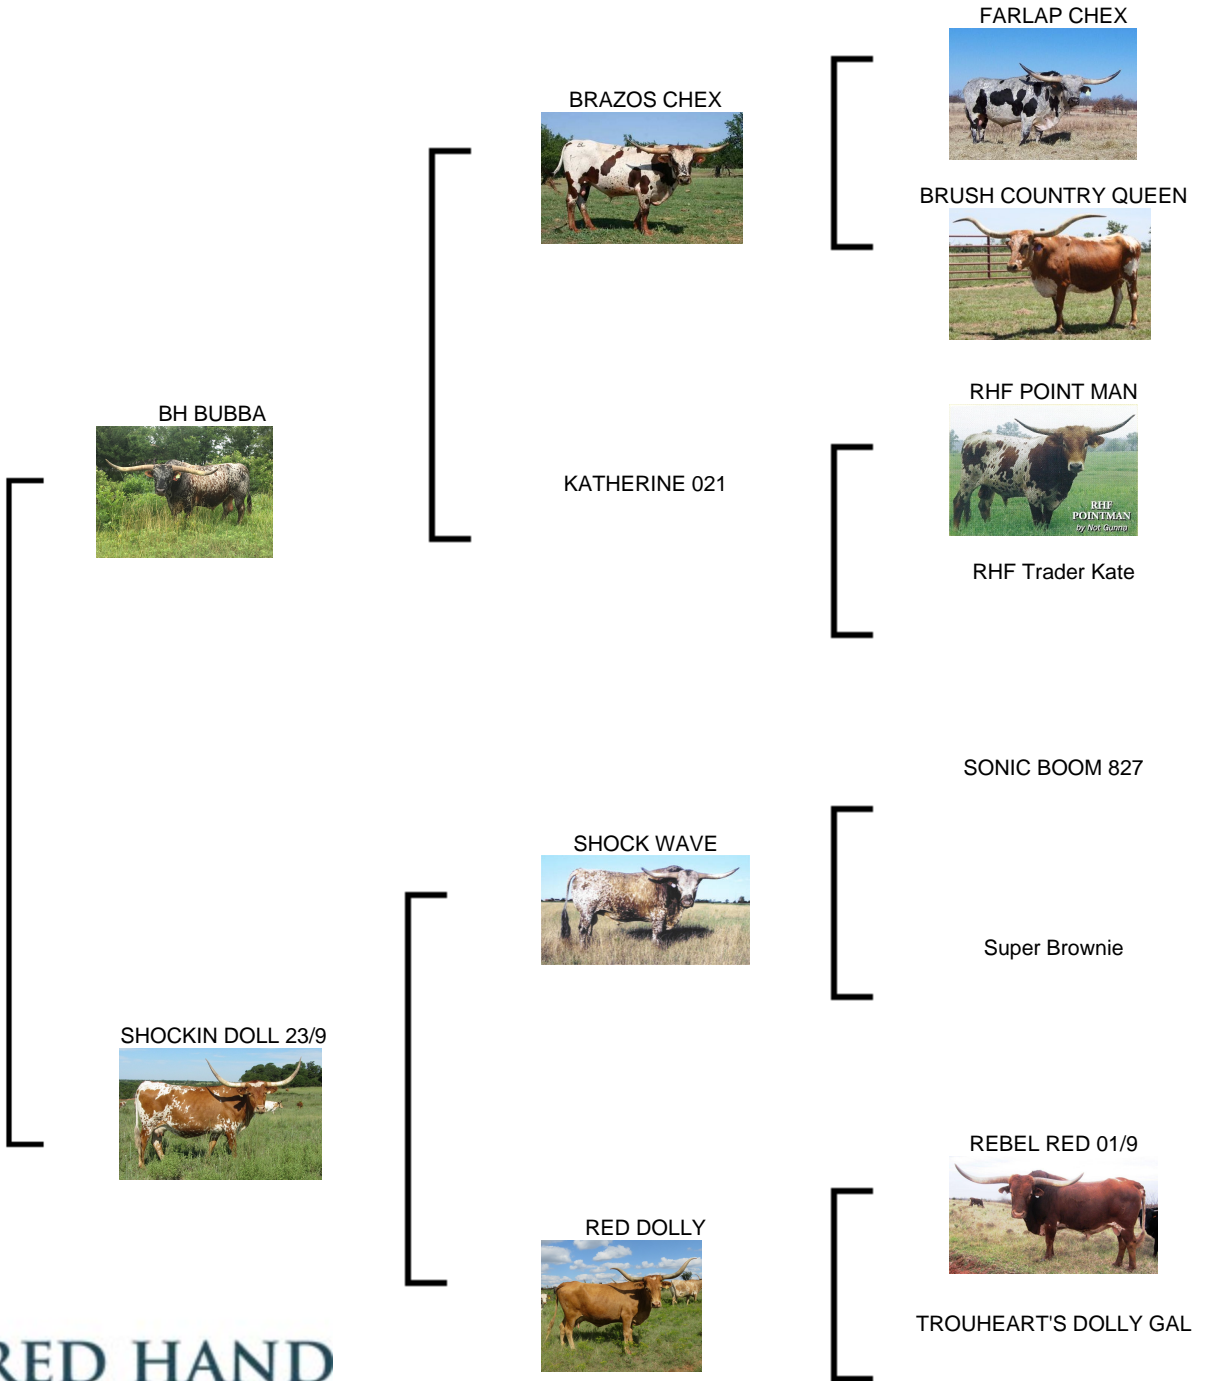 FARLAP CHEX
BRAZOS CHEX
BRUSH COUNTRY QUEEN
RHF POINT MAN
BH BUBBA
KATHERINE 021
RHF
POINTMAN
by Not Gunna
RHF Trader Kate
SONIC BOOM 827
SHOCK WAVE
Super Brownie
SHOCKIN DOLL 23/9
REBEL RED 01/9
RED DOLLY
TROUHEART'S DOLLY GAL
RED HAND